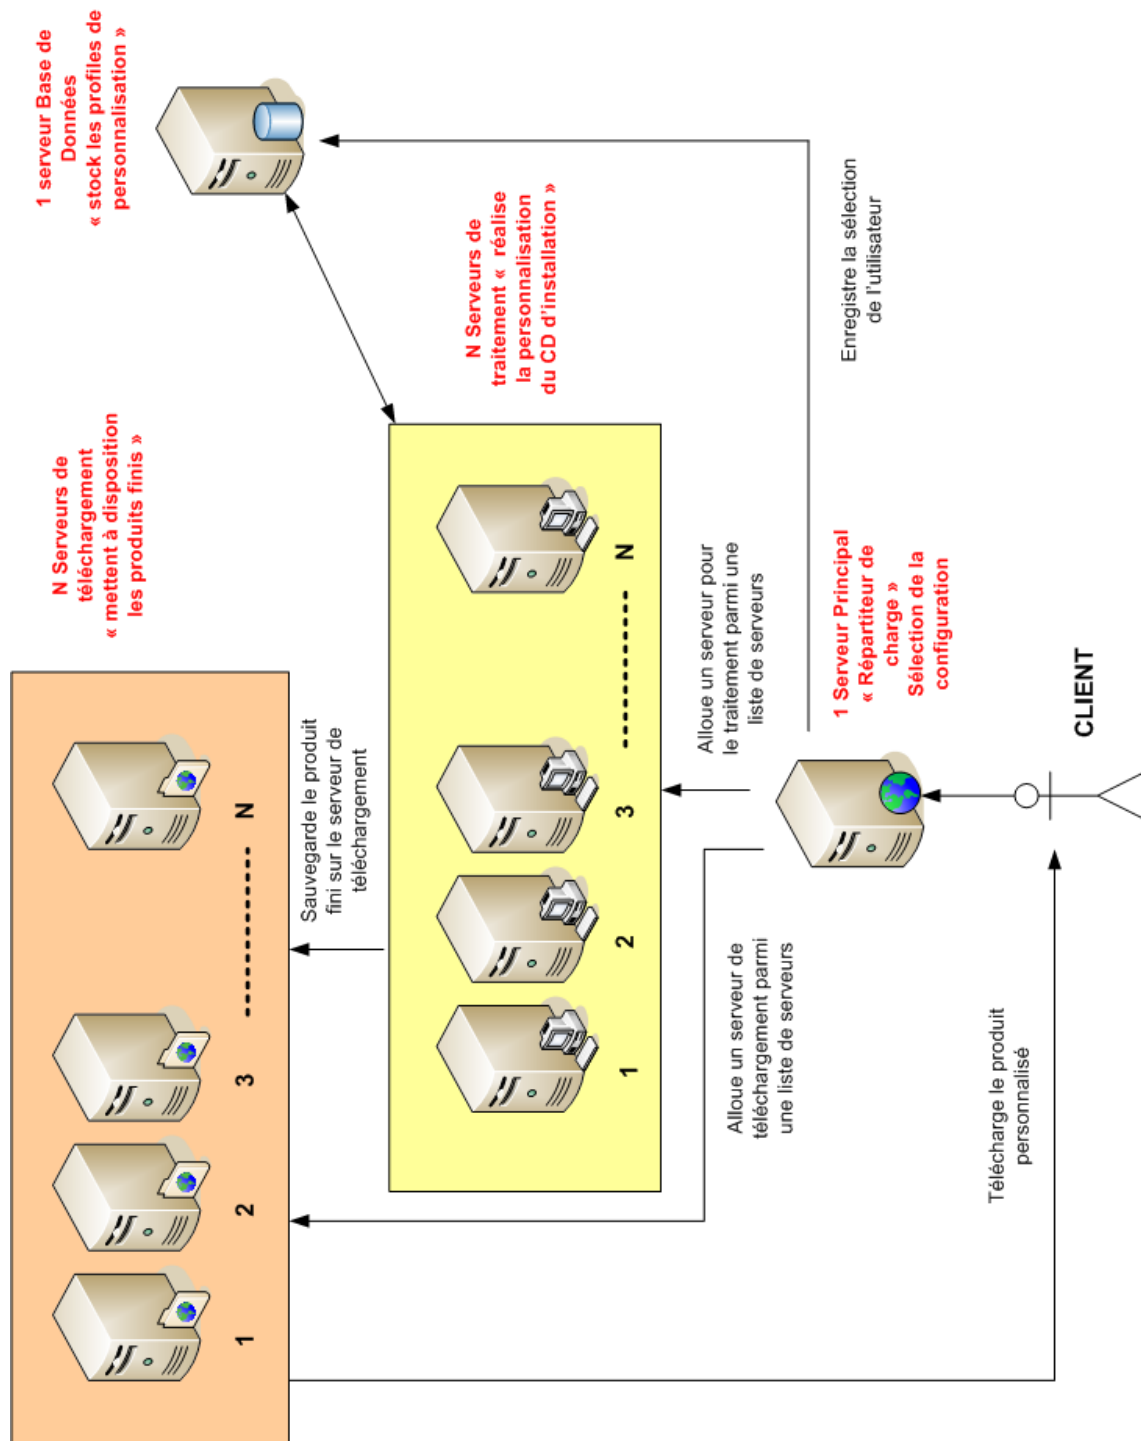 1 serveur Base de
Données
« stock les profiles de
personnalisation »
N Serveurs de
téléchargement
« mettent à disposition
les produits finis »
N Serveurs de
traitement « réalise
la personnalisation
du CD d'installation »
1
2
3
N
Sauvegarde le produit
fini sur le serveur de
téléchargement
1
2
3
N
Enregistre la sélection
de l'utilisateur
Alloue un serveur pour
le traitement parmi une
liste de serveurs
Alloue un serveur de
téléchargement parmi
une liste de serveurs
1 Serveur Principal
« Répartiteur de
charge »
Sélection de la
configuration
Télécharge le produit
personnalisé
CLIENT